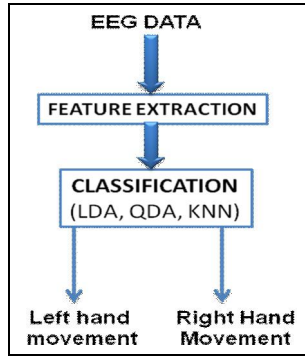 EEG DATA
FEATURE EXTRACTION
CLASSIFICATION
(LDA, QDA, KNN)
Left hand
movement
Right Hand
Movement